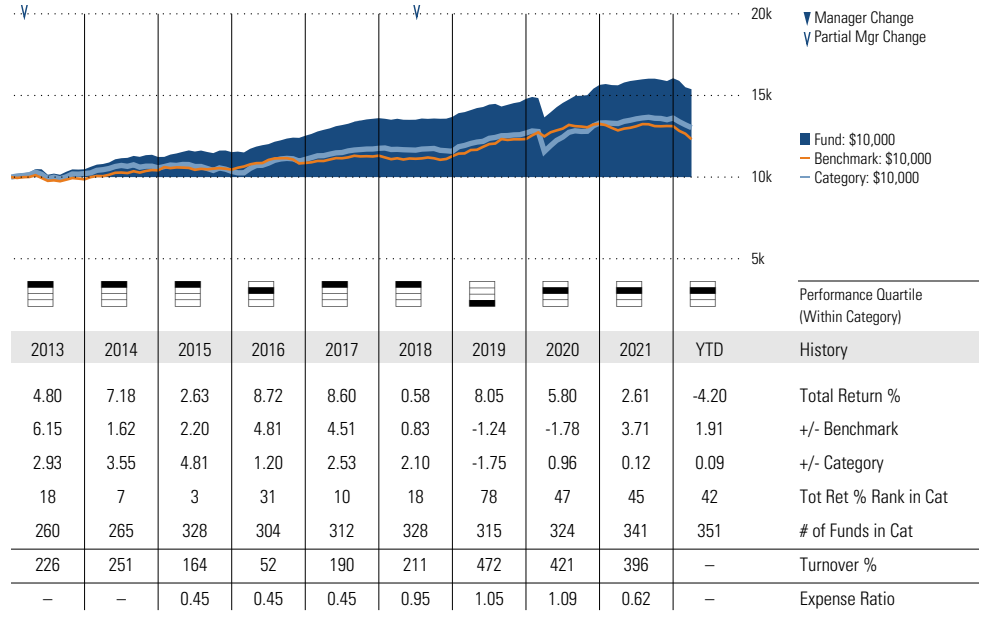 20k
Manager Change
Partial Mgr Change
15k
Fund: $10,000
Benchmark: $10,000
Category: $10,000
10k
5k
Performance Quartile
(Within Category)
2013 2014 2015 2016 2017 2018 2019 2020 2021 YTD History
4.80 7.18 2.63 8.72 8.60 0.58 8.05 5.80 2.61 -4.20 Total Return %
6.15 1.62 2.20 4.81 4.51 0.83 -1.24 -1.78 3.71 1.91 +/- Benchmark
2.93 3.55 4.81 1.20 2.53 2.10 -1.75 0.96 0.12 0.09 +/- Category
18 7 3 31 10 18 78 47 45 42 Tot Ret % Rank in Cat
260 265 328 304 312 328 315 324 341 351 # of Funds in Cat
226 251 164 52 190 211 472 421 396 – Turnover %
– – 0.45 0.45 0.45 0.95 1.05 1.09 0.62 – Expense Ratio